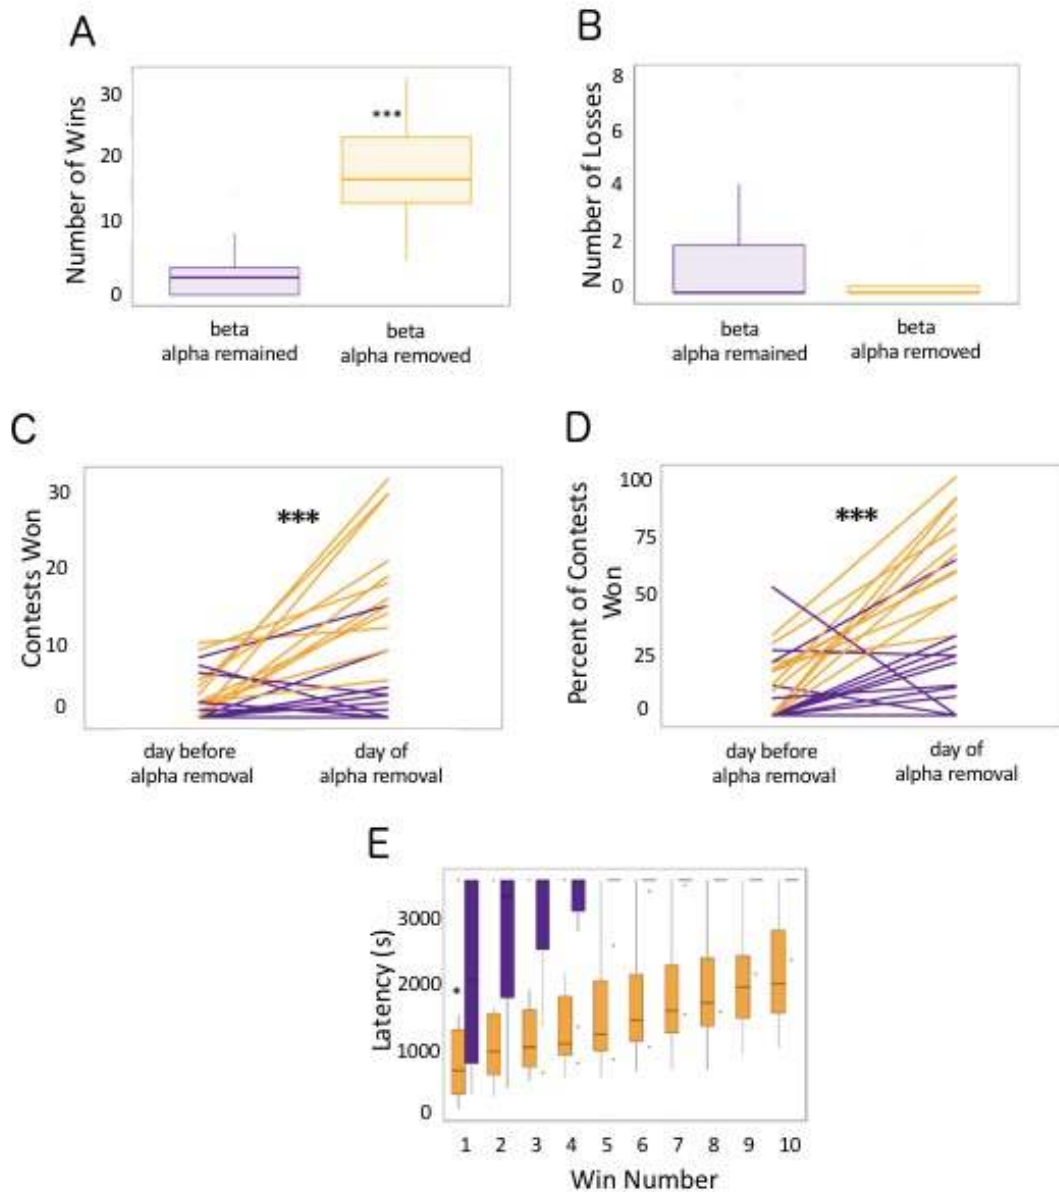 A
Number of Wins
30
20
10
0
***
beta
alpha remained
beta
alpha removed
B
Number of Losses
8
6
4
2
0
beta
alpha remained
beta
alpha removed
C
Contests Won
30
20
10
0
***
day before
alpha removal
day of
alpha removal
D
Percent of Contests
Won
100
75
50
25
0
***
day before
alpha removal
day of
alpha removal
E
Latency (s)
3000
2000
1000
0
*
1 2 3 4 5 6 7 8 9 10
Win Number